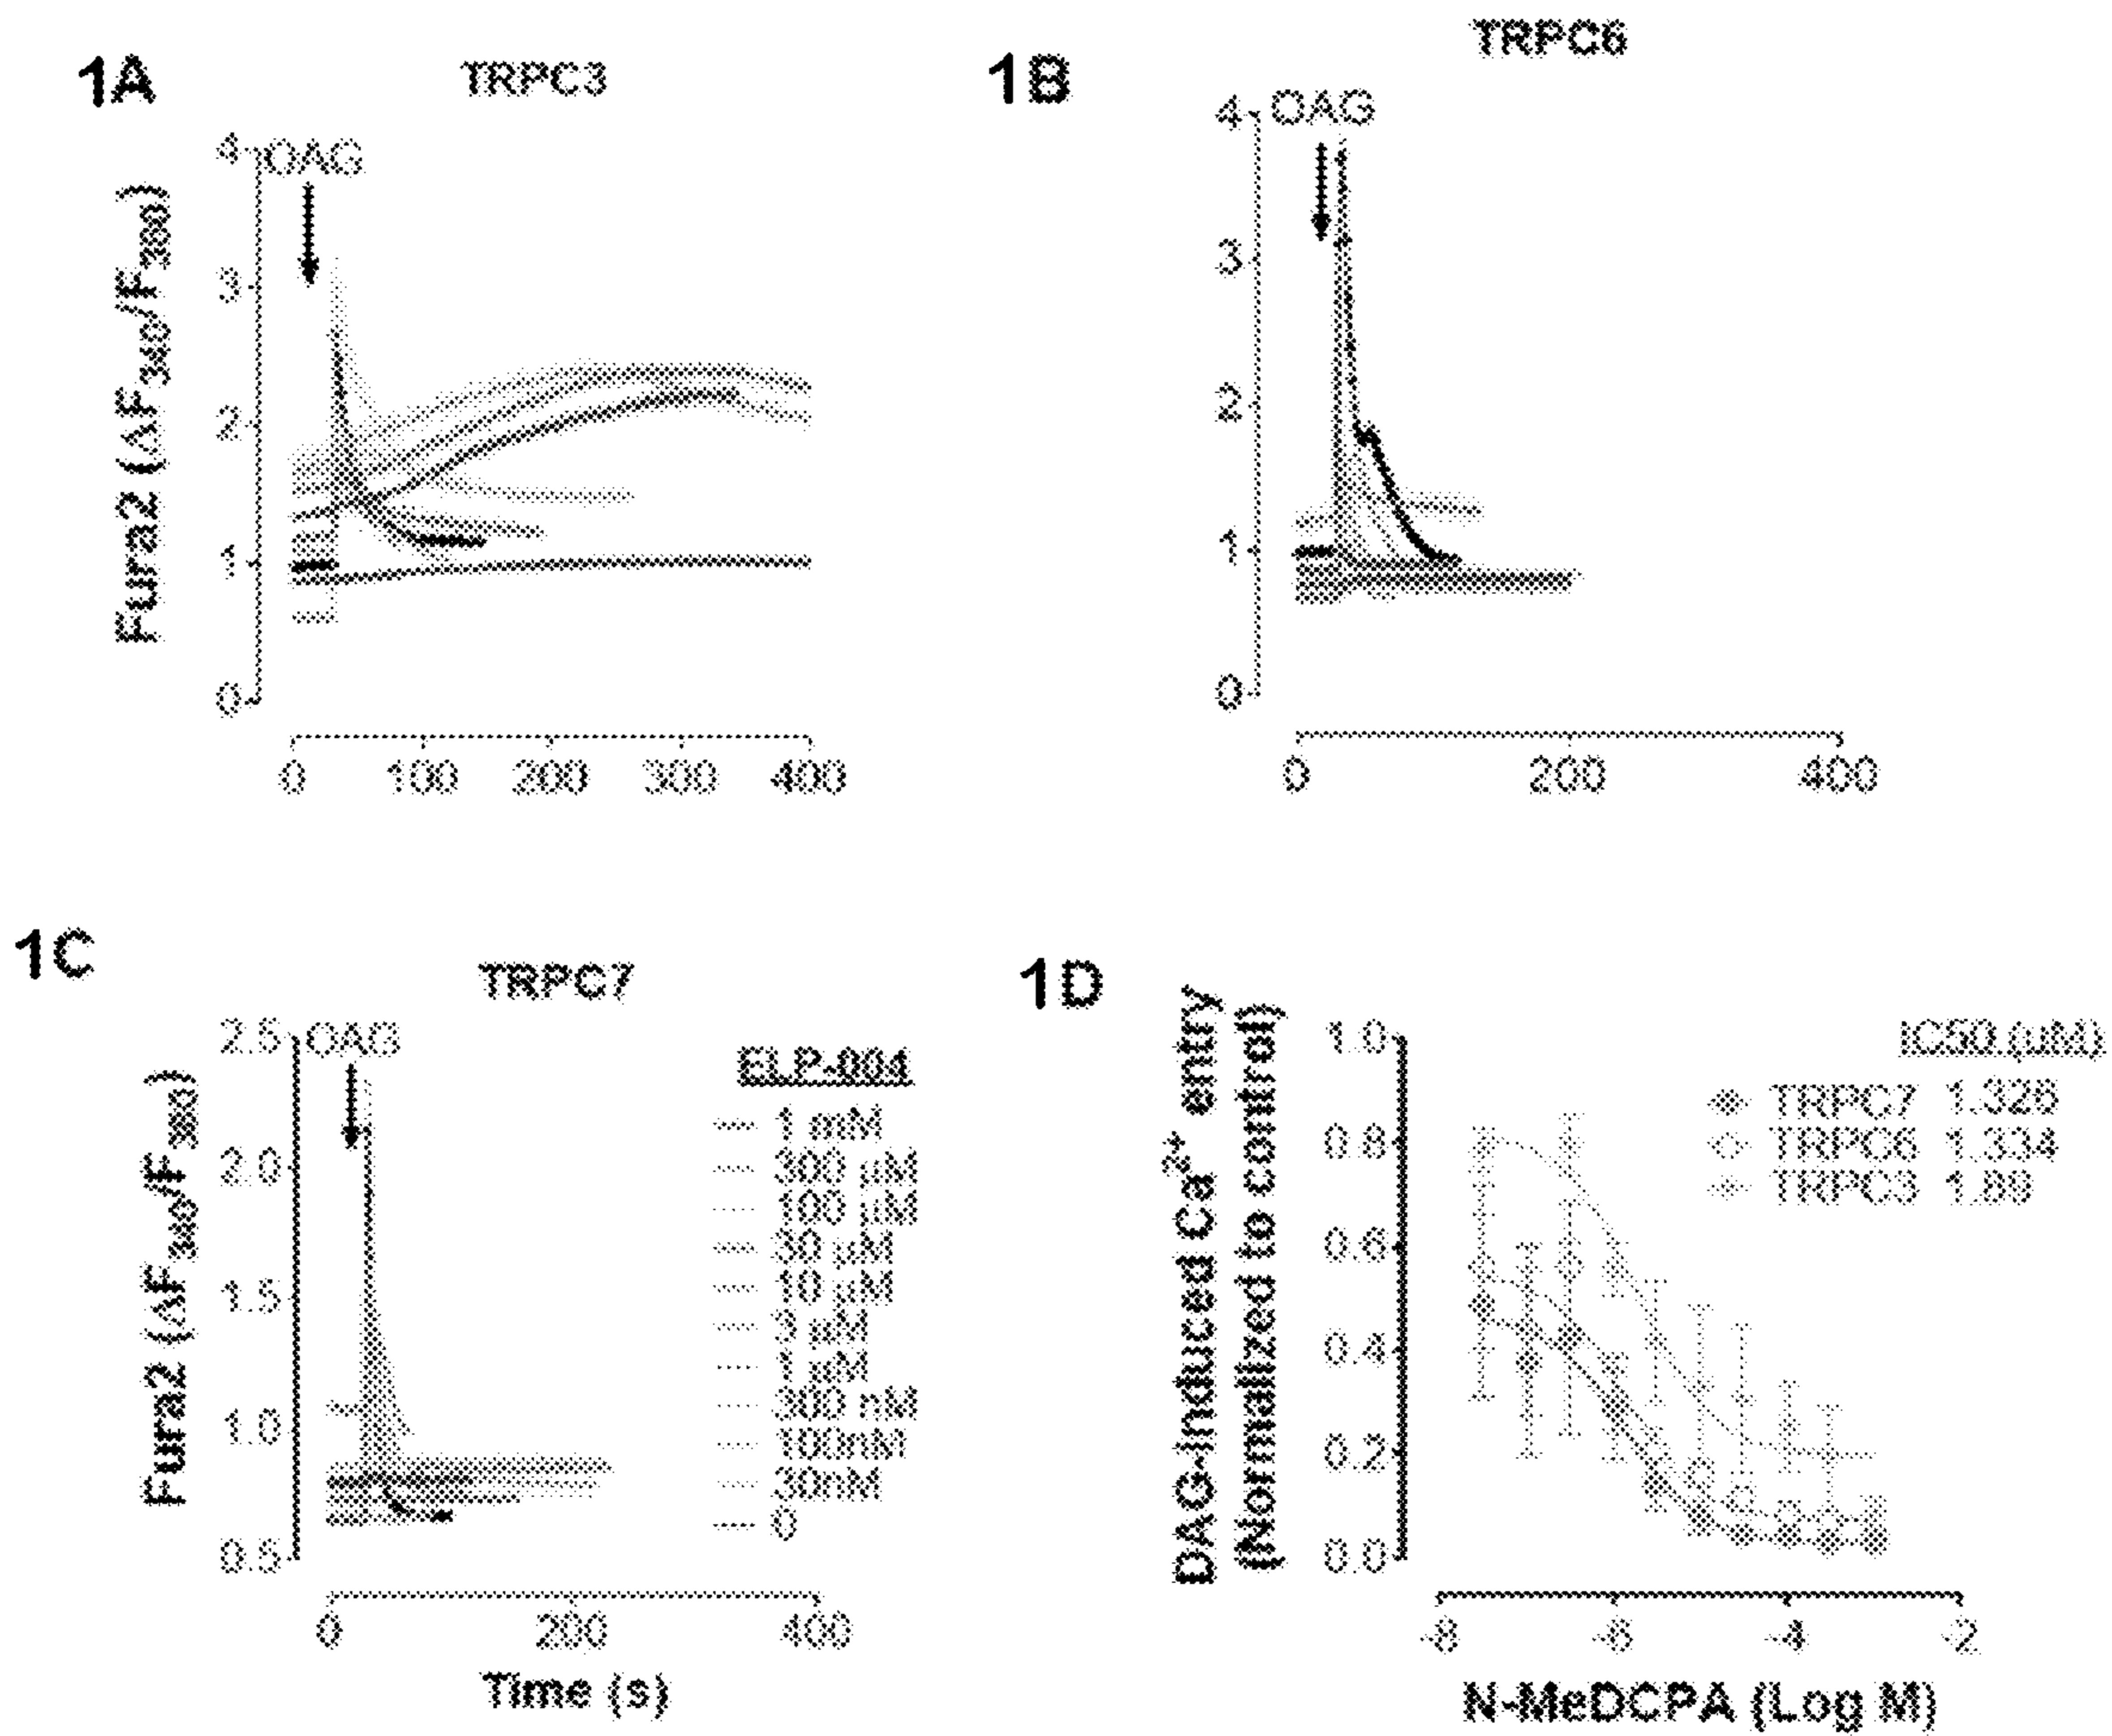 1A
TRPC3
OAG
Fura2 (ΔF340/F380)
4
3
2
1
0
0 100 200 300 400
1B
TRPC6
OAG
4
3
2
1
0
0 200 400
1C
TRPC7
OAG
Fura2 (ΔF340/F380)
2.5
2.0
1.5
1.0
0.5
0 200 400
Time (s)
ELP-004
1 mM
300 µM
100 µM
30 µM
10 µM
3 µM
300 nM
100nM
30nM
0
1D
DAG-induced Ca2+ entry
(Normalized to control)
1.0
0.8
0.6
0.4
0.2
0.0
IC50 (µM)
TRPC7
TRPC6 1.334
TRPC3 1.89
-8 -6 -4 -2
N-MeDCPA (Log M)